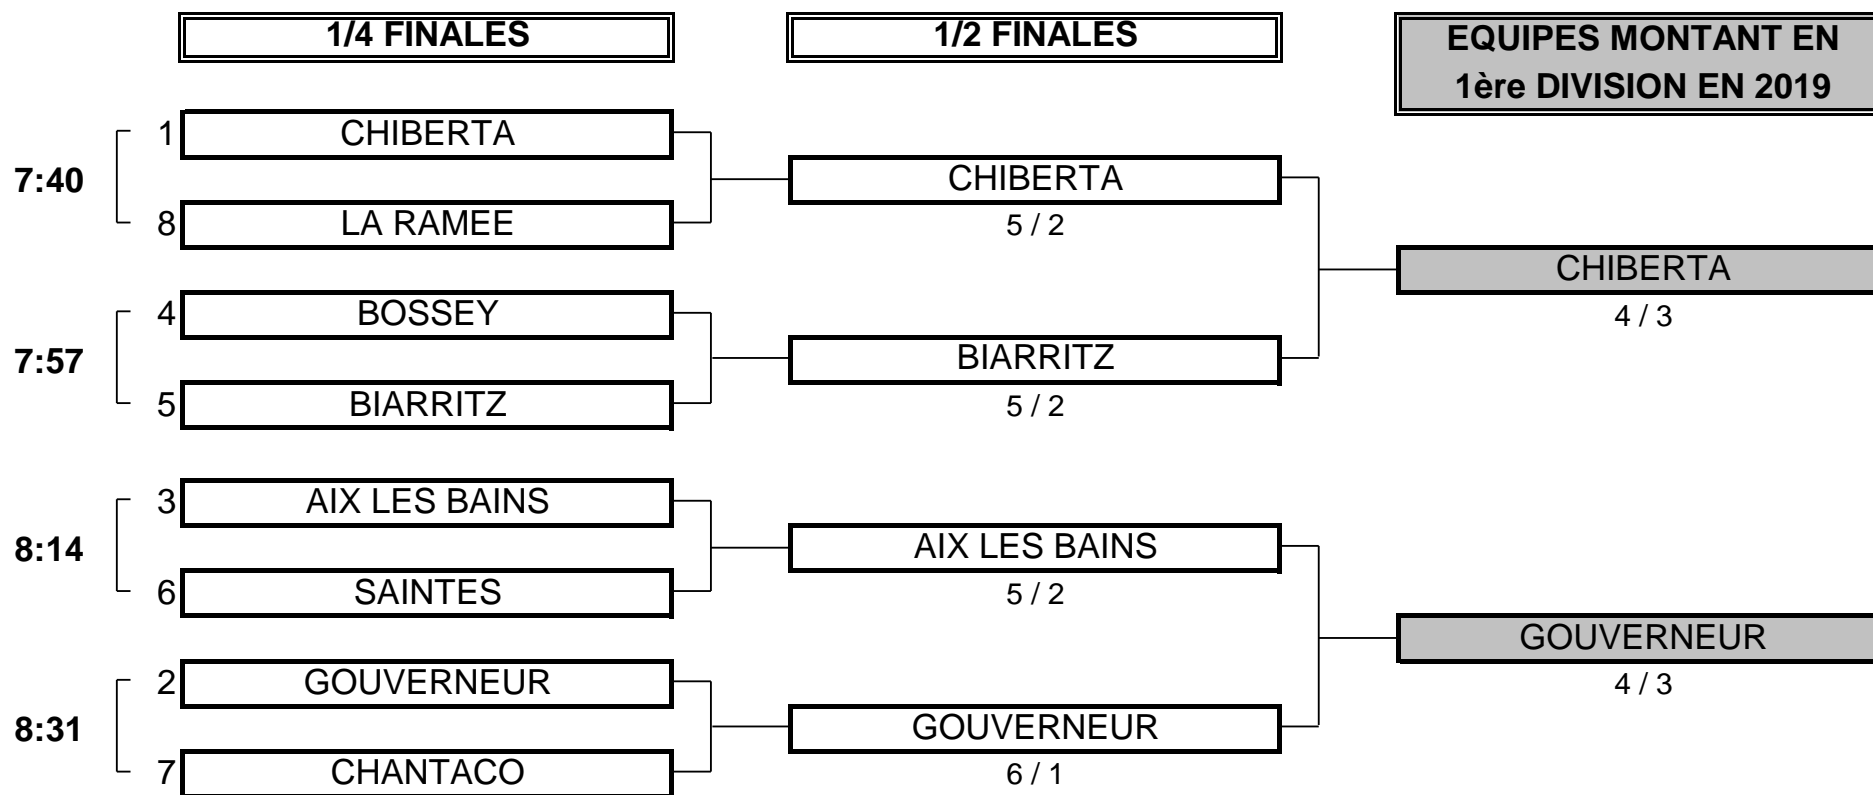 1/4 FINALES
1/2 FINALES
EQUIPES MONTANT EN
1ère DIVISION EN 2019
1 CHIBERTA
7:40
CHIBERTA
8 LA RAMEE
5 / 2
CHIBERTA
4 BOSSEY
4 / 3
7:57
BIARRITZ
5 BIARRITZ
5 / 2
3 AIX LES BAINS
8:14
AIX LES BAINS
6 SAINTES
5 / 2
GOUVERNEUR
2 GOUVERNEUR
4 / 3
8:31
GOUVERNEUR
7 CHANTACO
6 / 1